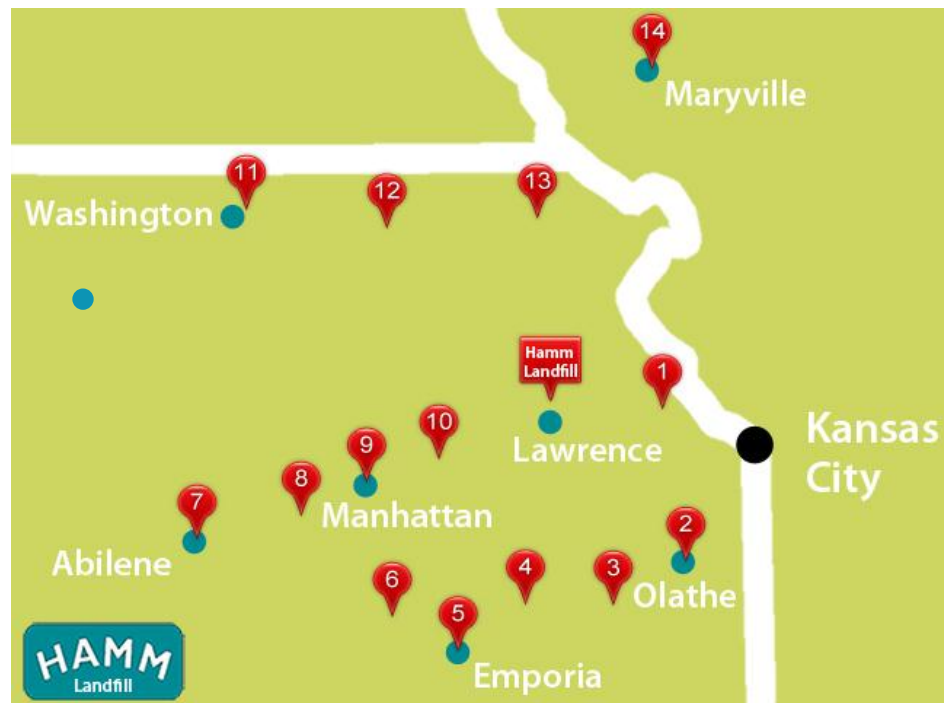 14
Maryville
11
12
13
Washington
Hamm
Landfill
1
10
Lawrence
Kansas
City
9
8
Manhattan
7
Abilene
2
4
3
6
Olathe
5
Emporia
HAMM
Landfill